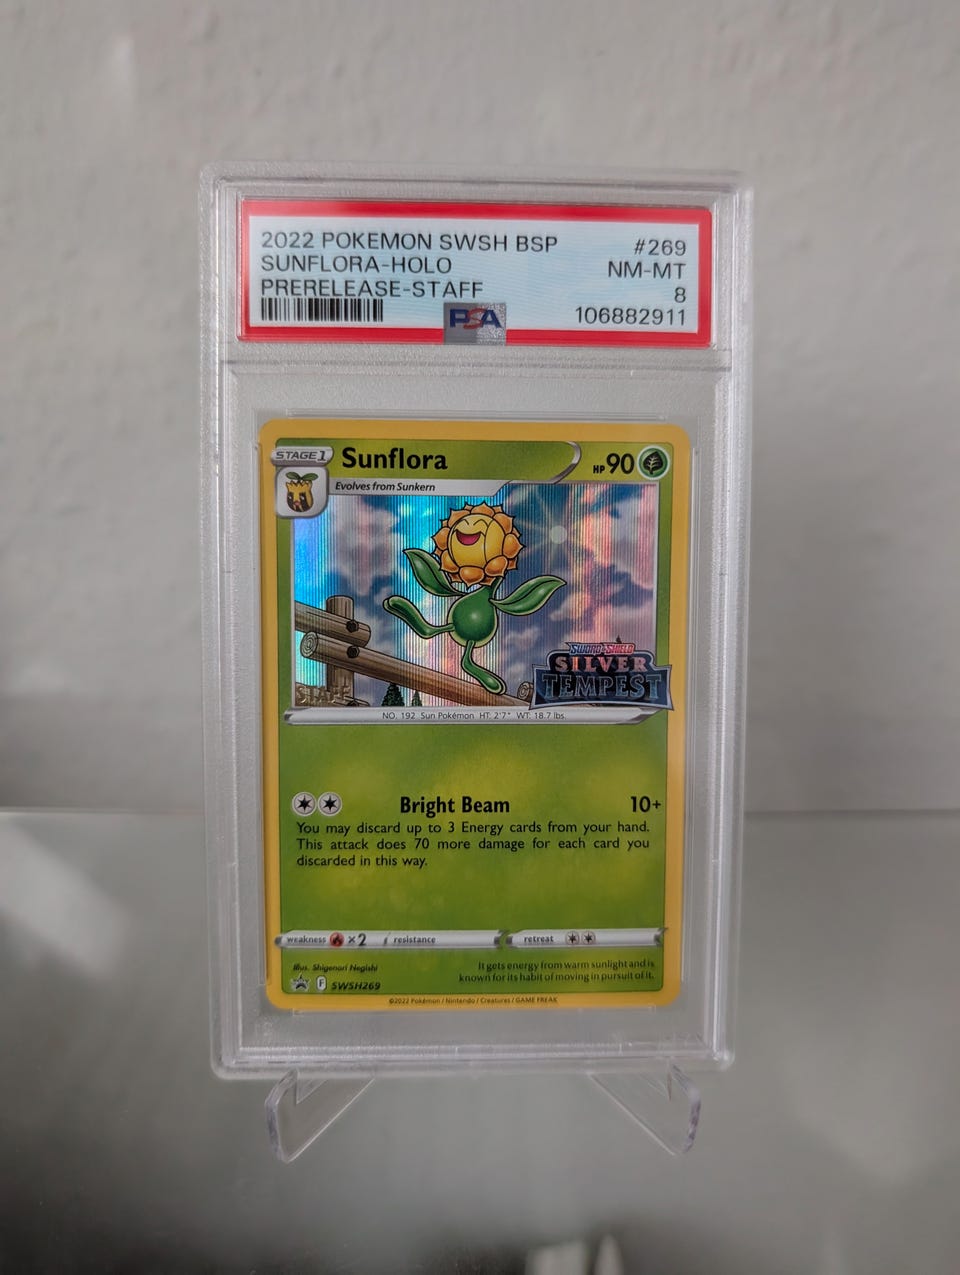 2022 POKEMON SWSH BSP #269
SUNFLORA-HOLO NM-MT
PRERELEASE-STAFF 8
PSA 106882911
STAGE 1 Sunflora HP 90
Evolves from Sunkern
SWORD & SHIELD
SILVER
TEMPEST
STAFF
NO. 192 Sun Pokémon HT: 2'7" WT: 18.7 lbs.
Bright Beam 10+
You may discard up to 3 Energy cards from your hand.
This attack does 70 more damage for each card you
discarded in this way.
weakness ×2 resistance retreat
Illus. Shigenori Negishi
It gets energy from warm sunlight and is
known for its habit of moving in pursuit of it.
F SWSH269
©2022 Pokémon / Nintendo / Creatures / GAME FREAK